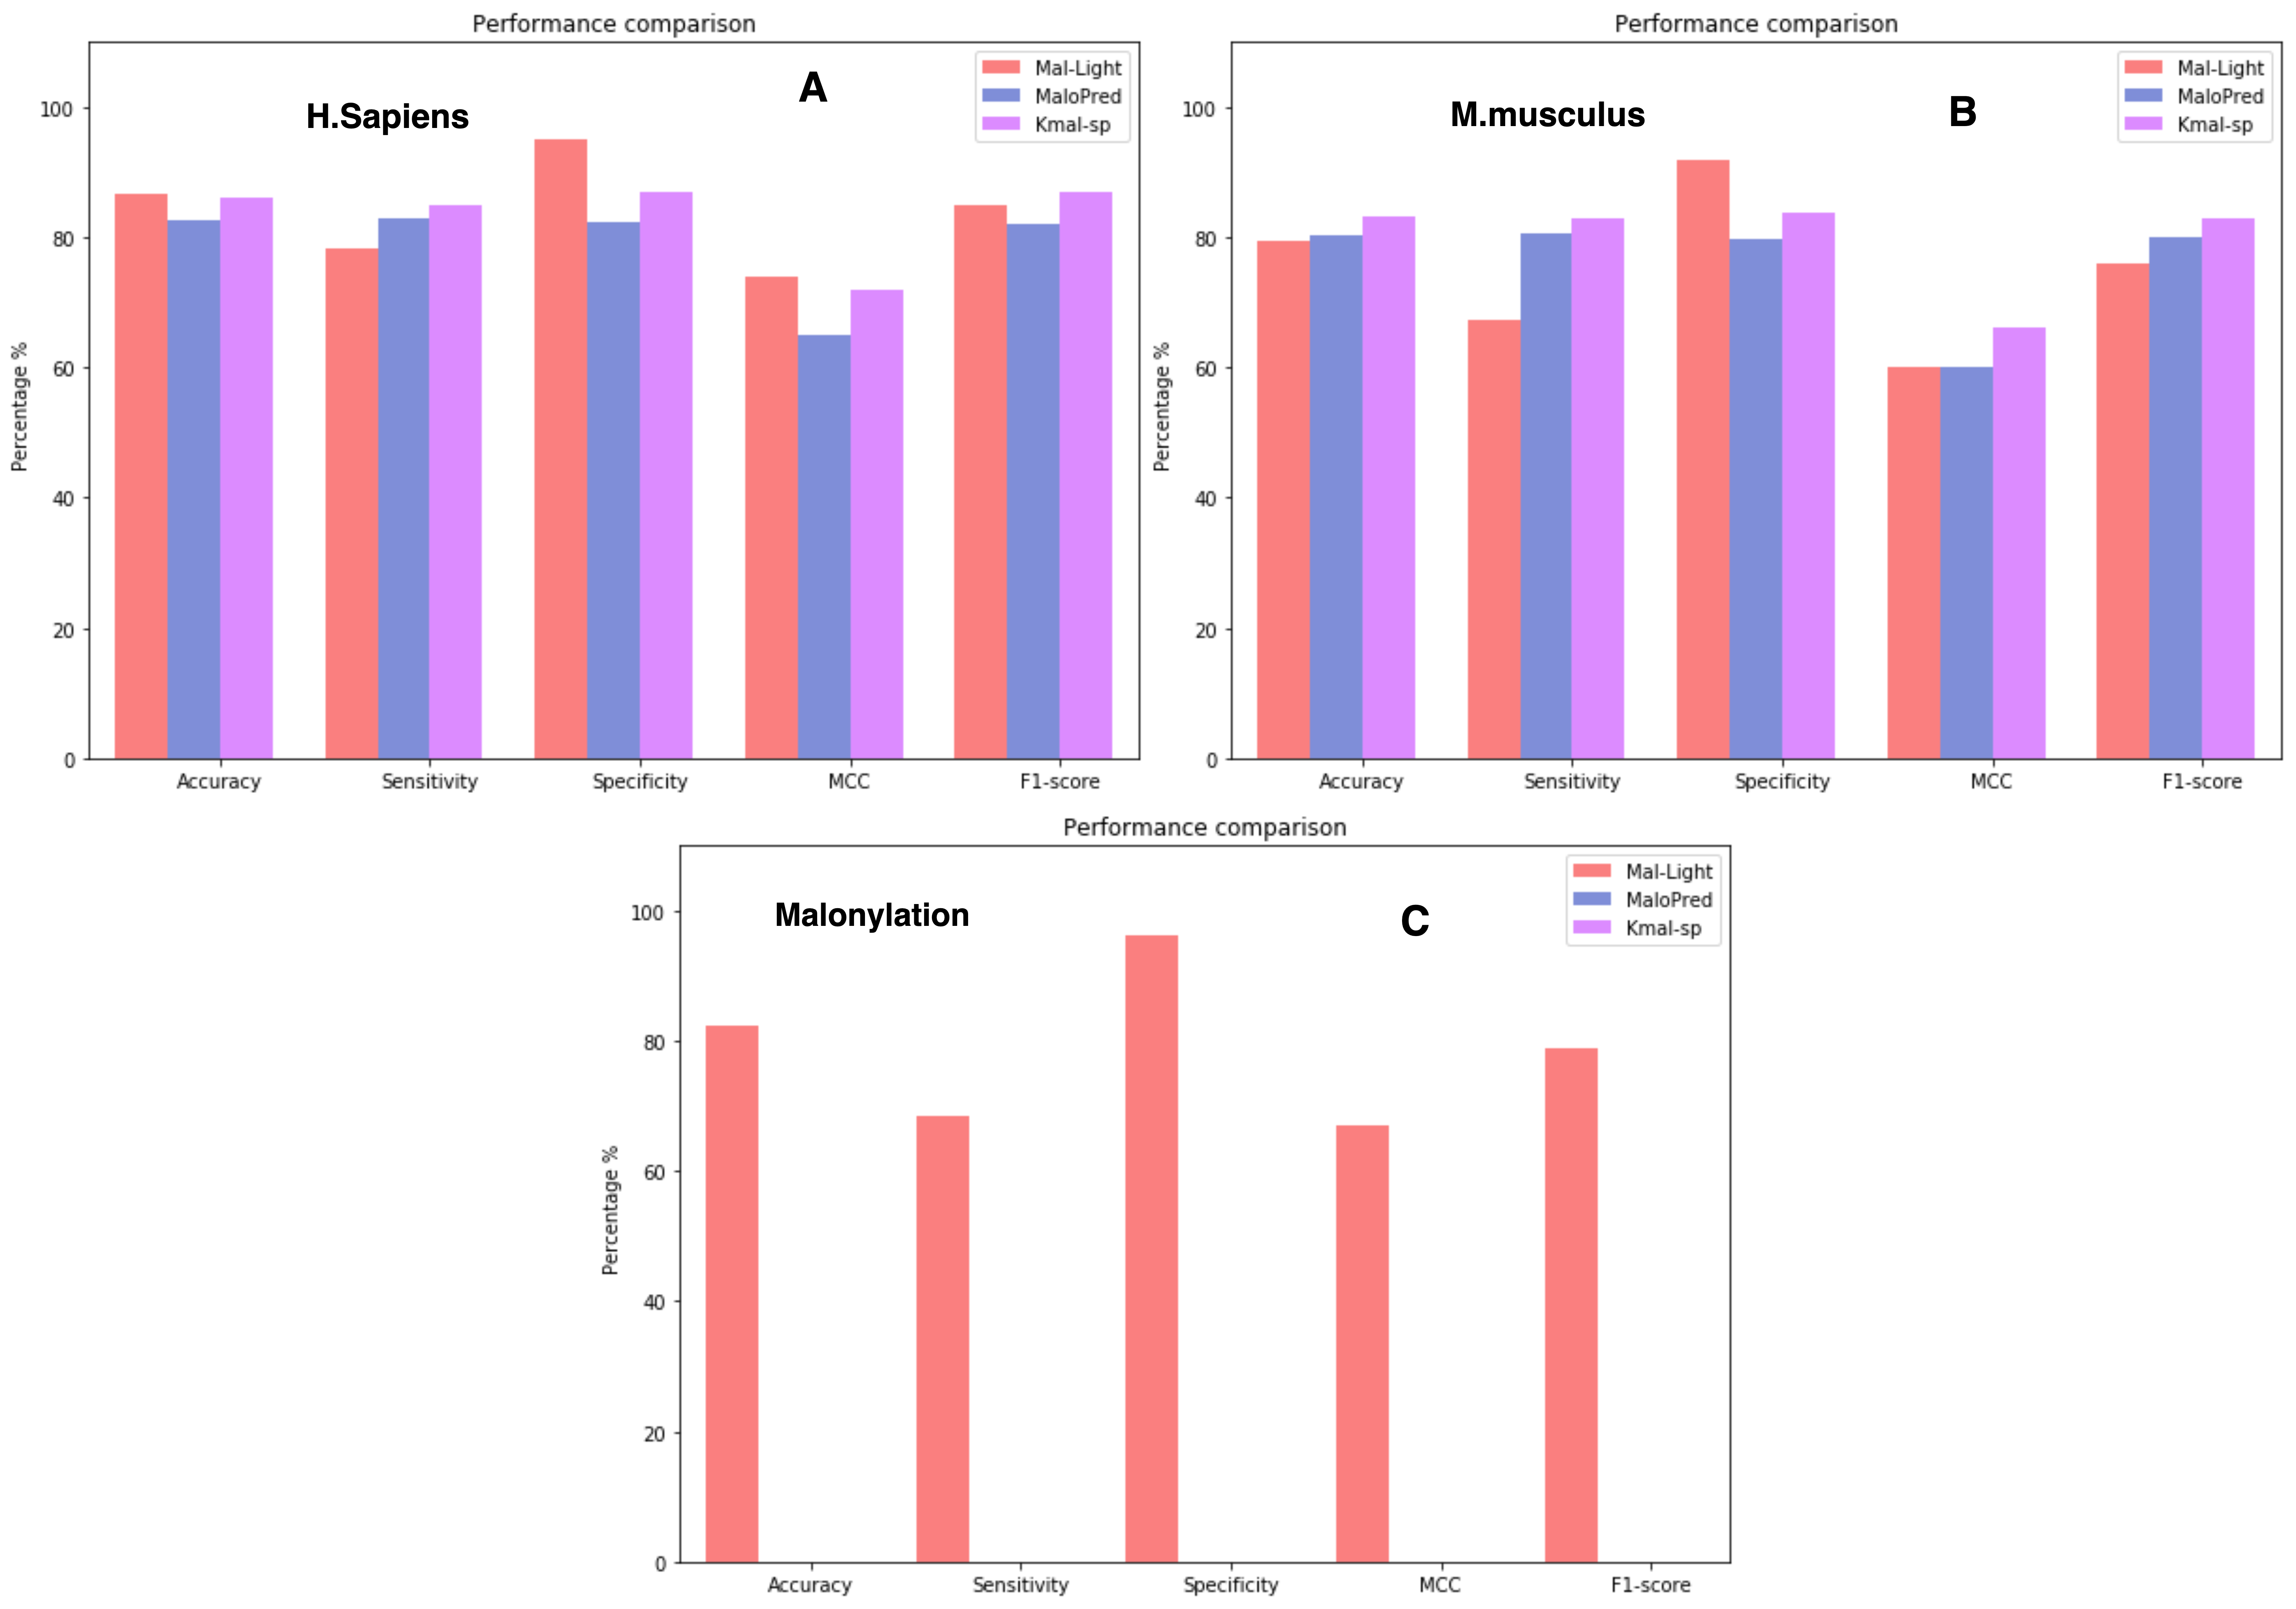 Performance comparison
H.Sapiens
A
Mal-Light
MaloPred
Kmal-sp
Percentage %
100
80
60
40
20
0
Accuracy Sensitivity Specificity MCC F1-score
Performance comparison
M.musculus
B
Mal-Light
MaloPred
Kmal-sp
Percentage %
100
80
60
40
20
0
Accuracy Sensitivity Specificity MCC F1-score
Performance comparison
Malonylation
C
Mal-Light
MaloPred
Kmal-sp
Percentage %
100
80
60
40
20
0
Accuracy Sensitivity Specificity MCC F1-score